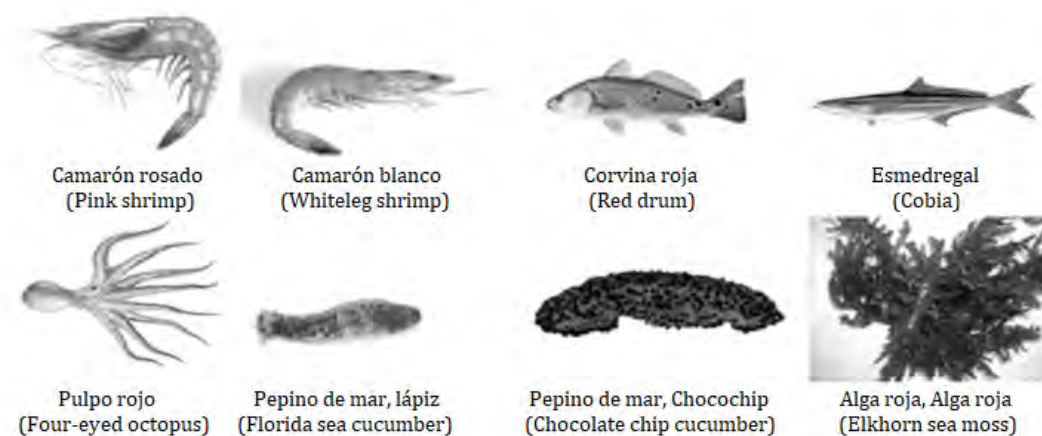 Camarón rosado
(Pink shrimp)
Camarón blanco
(Whiteleg shrimp)
Corvina roja
(Red drum)
Esmedregal
(Cobia)
Pulpo rojo
(Four-eyed octopus)
Pepino de mar, lápiz
(Florida sea cucumber)
Pepino de mar, Chocochip
(Chocolate chip cucumber)
Alga roja, Alga roja
(Elkhorn sea moss)